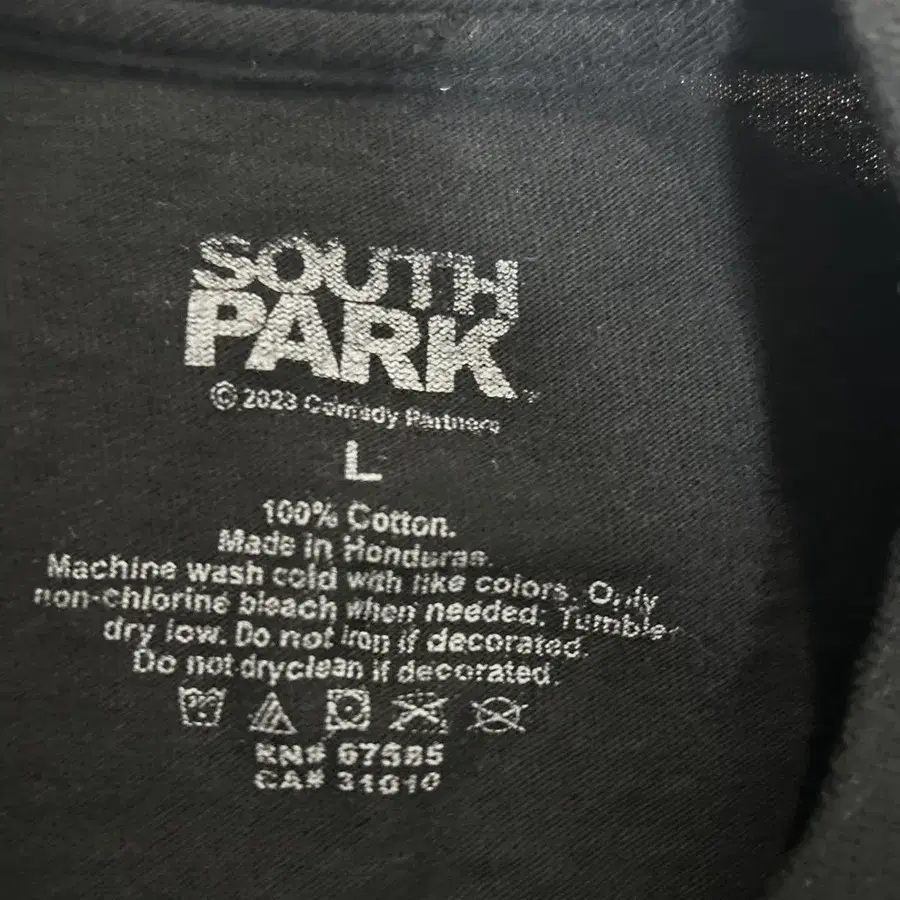 SOUTH
PARK™
© 2023 Comedy Partners
L
100% Cotton.
Made in Honduras.
Machine wash cold with like colors. Only
non-chlorine bleach when needed. Tumble
dry low. Do not iron if decorated.
Do not dryclean if decorated.
RN# 67585
CA# 31010